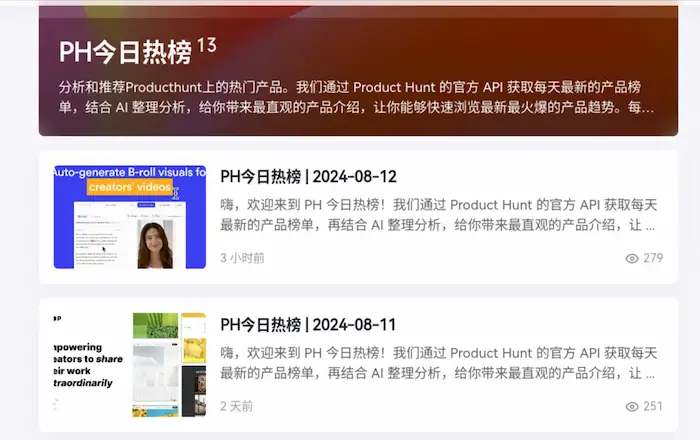 PH今日热榜 13
分析和推荐Producthunt上的热门产品。我们通过 Product Hunt 的官方 API 获取每天最新的产品榜
单，结合 AI 整理分析，给你带来最直观的产品介绍，让你能够快速浏览最新最火爆的产品趋势。每…
Auto-generate B-roll visuals fo
creators' videos
PH今日热榜 | 2024-08-12
嗨，欢迎来到 PH 今日热榜！我们通过 Product Hunt 的官方 API 获取每天
最新的产品榜单，再结合 AI 整理分析，给你带来最直观的产品介绍，让 ...
3 小时前
279
powering
eators to share
eir work
traordinarily
PH今日热榜 | 2024-08-11
嗨，欢迎来到 PH 今日热榜！我们通过 Product Hunt 的官方 API 获取每天
最新的产品榜单，再结合 AI 整理分析，给你带来最直观的产品介绍，让 ...
2 天前
251